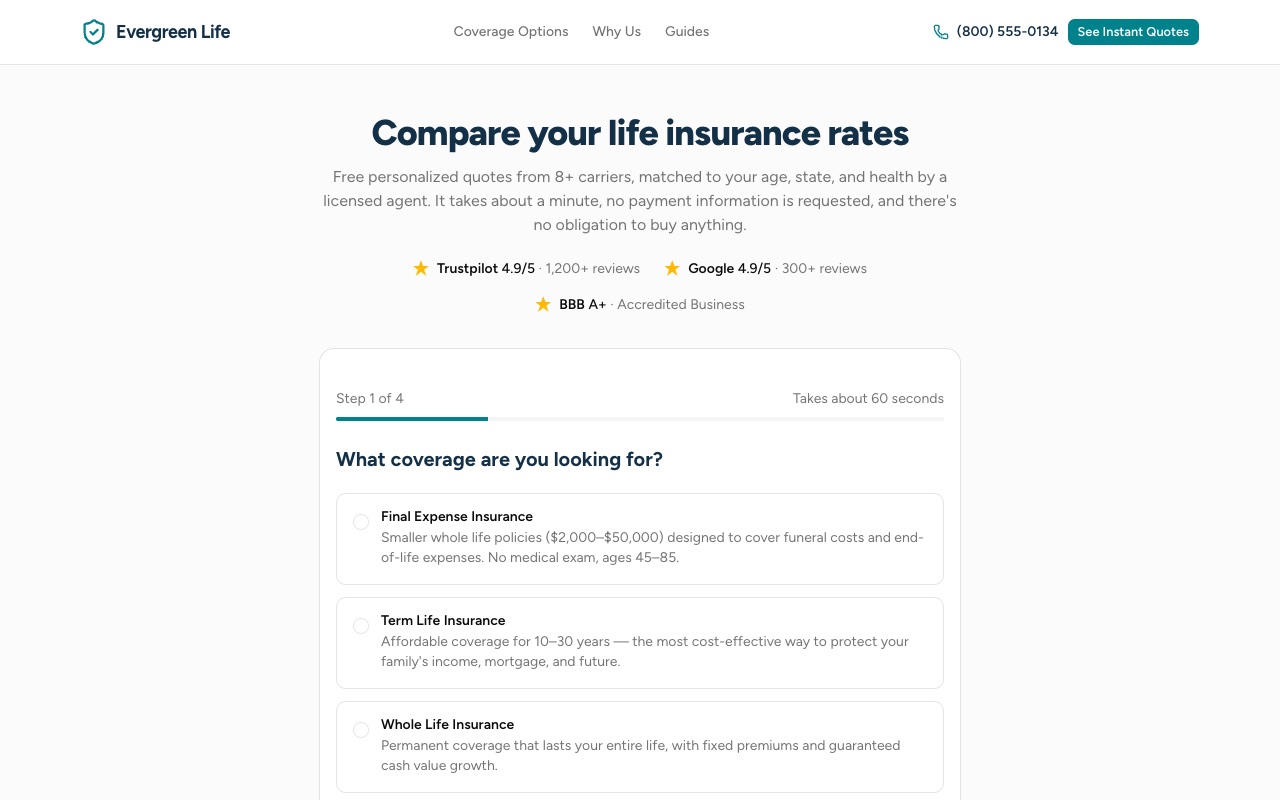 Evergreen Life
Coverage Options
Why Us
Guides
(800) 555-0134
See Instant Quotes
Compare your life insurance rates
Free personalized quotes from 8+ carriers, matched to your age, state, and health by a
licensed agent. It takes about a minute, no payment information is requested, and there's
no obligation to buy anything.
Trustpilot 4.9/5 · 1,200+ reviews
Google 4.9/5 · 300+ reviews
BBB A+ · Accredited Business
Step 1 of 4
Takes about 60 seconds
What coverage are you looking for?
Final Expense Insurance
Smaller whole life policies ($2,000–$50,000) designed to cover funeral costs and end-
of-life expenses. No medical exam, ages 45–85.
Term Life Insurance
Affordable coverage for 10–30 years — the most cost-effective way to protect your
family's income, mortgage, and future.
Whole Life Insurance
Permanent coverage that lasts your entire life, with fixed premiums and guaranteed
cash value growth.